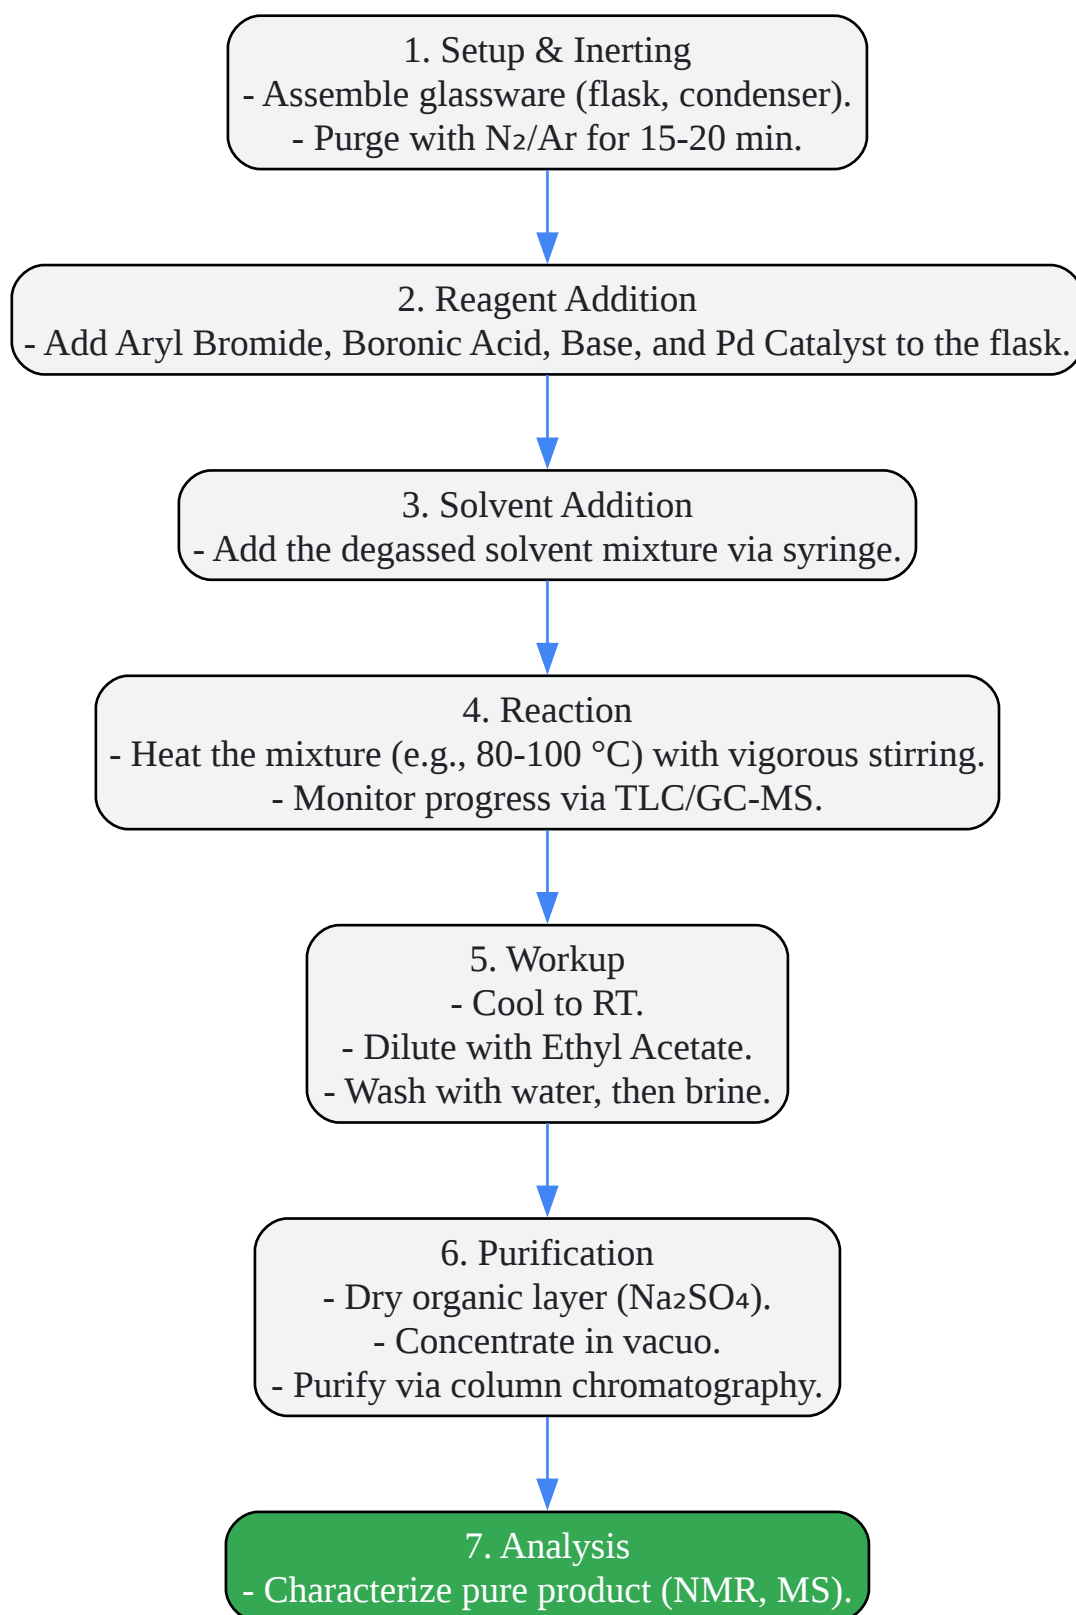 1. Setup & Inerting
- Assemble glassware (flask, condenser).
- Purge with N₂/Ar for 15-20 min.
2. Reagent Addition
- Add Aryl Bromide, Boronic Acid, Base, and Pd Catalyst to the flask.
3. Solvent Addition
- Add the degassed solvent mixture via syringe.
4. Reaction
- Heat the mixture (e.g., 80-100 °C) with vigorous stirring.
- Monitor progress via TLC/GC-MS.
5. Workup
- Cool to RT.
- Dilute with Ethyl Acetate.
- Wash with water, then brine.
6. Purification
- Dry organic layer (Na₂SO₄).
- Concentrate in vacuo.
- Purify via column chromatography.
7. Analysis
- Characterize pure product (NMR, MS).